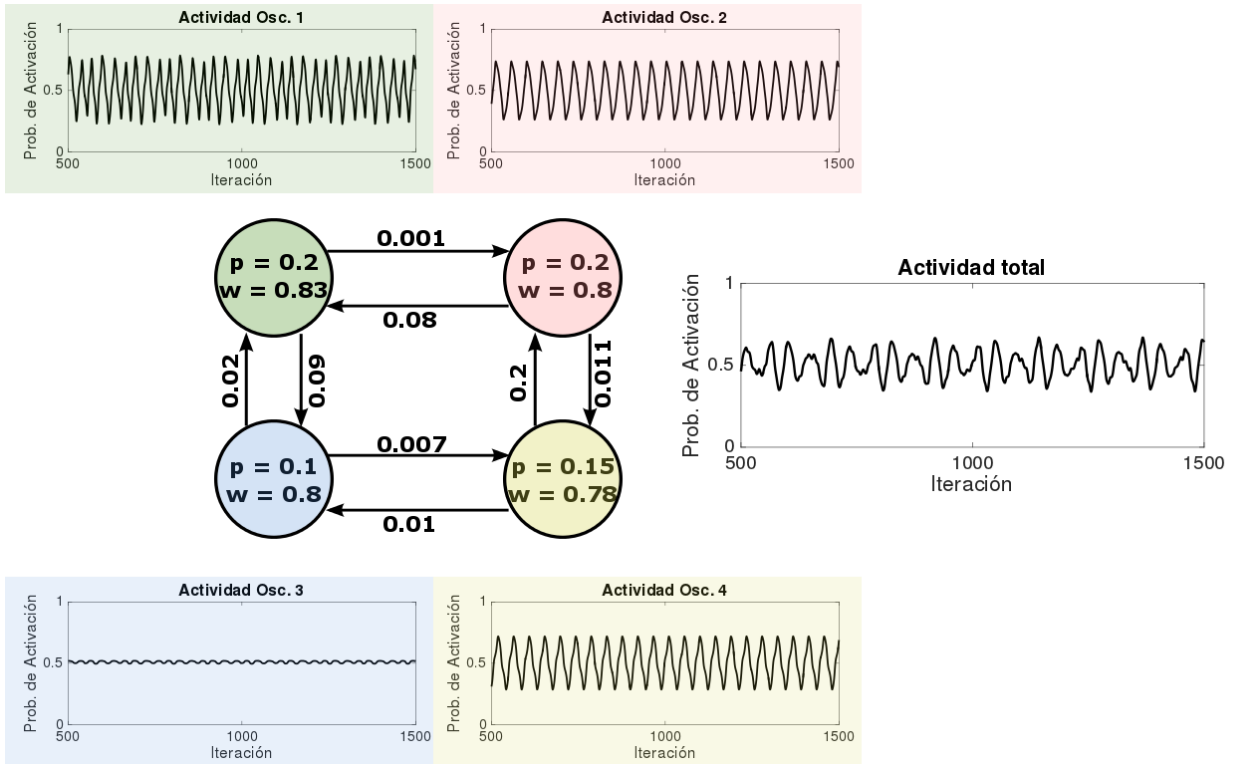 Actividad Osc. 1
Prob. de Activación
1
0.5
0
500
1000
1500
Iteración
Actividad Osc. 2
Prob. de Activación
1
0.5
0
500
1000
1500
Iteración
p = 0.2
w = 0.83
0.001
0.08
p = 0.2
w = 0.8
0.02
0.09
0.2
0.011
p = 0.1
w = 0.8
0.007
0.01
p = 0.15
w = 0.78
Actividad total
Prob. de Activación
1
0.5
0
500
1000
1500
Iteración
Actividad Osc. 3
Prob. de Activación
1
0.5
0
500
1000
1500
Iteración
Actividad Osc. 4
Prob. de Activación
1
0.5
0
500
1000
1500
Iteración